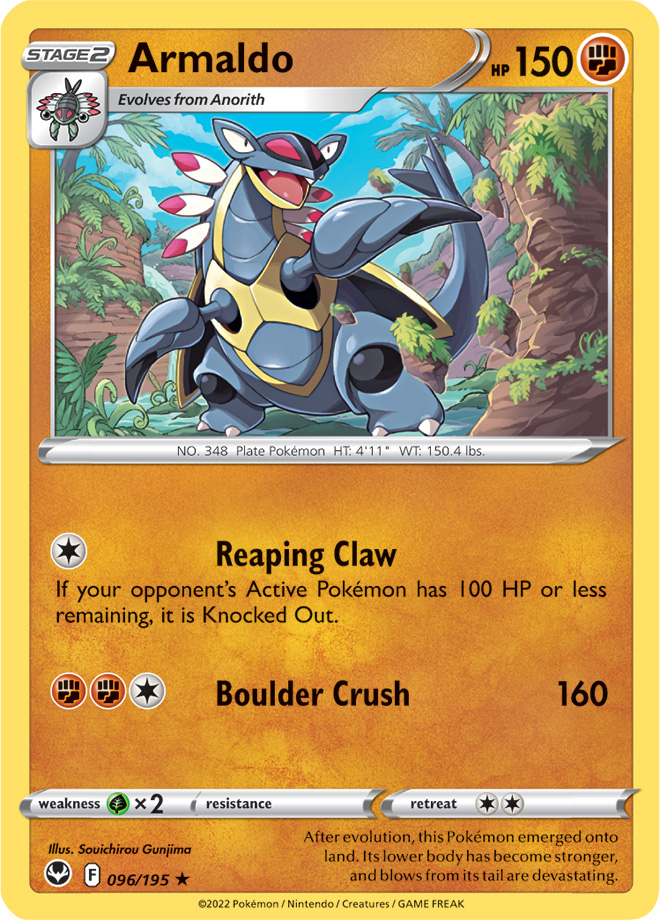 STAGE 2
Armaldo
HP 150
Evolves from Anorith
NO. 348 Plate Pokémon HT: 4'11" WT: 150.4 lbs.
Reaping Claw
If your opponent's Active Pokémon has 100 HP or less
remaining, it is Knocked Out.
Boulder Crush 160
weakness ×2 resistance retreat
Illus. Souichirou Gunjima
After evolution, this Pokémon emerged onto
land. Its lower body has become stronger,
and blows from its tail are devastating.
F 096/195 ★
©2022 Pokémon / Nintendo / Creatures / GAME FREAK